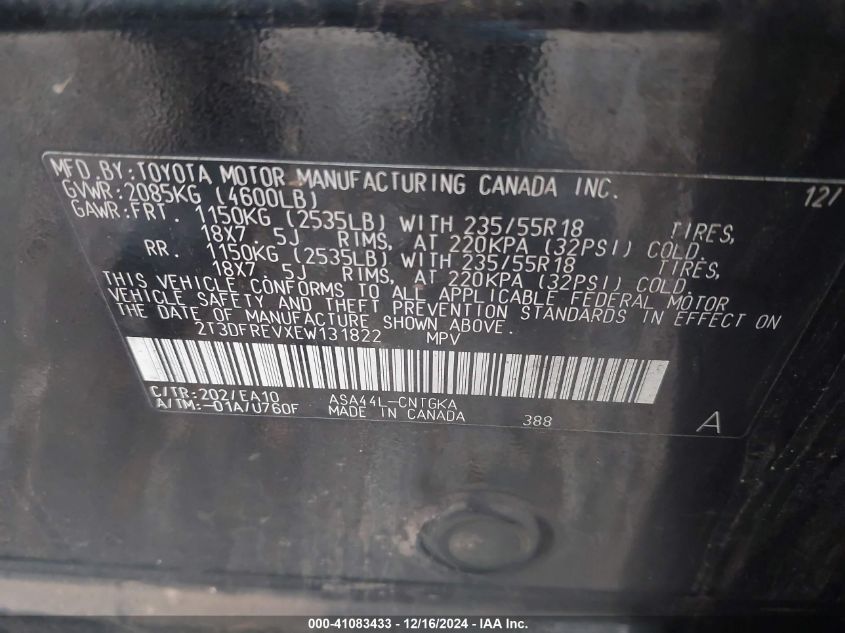 MFD.BY:TOYOTA MOTOR MANUFACTURING CANADA INC. 12/
GVWR:2085KG (4600LB)
GAWR:FRT. 1150KG (2535LB) WITH 235/55R18 TIRES,
18X7.5J RIMS, AT 220KPA (32PSI) COLD.
RR. 1150KG (2535LB) WITH 235/55R18 TIRES,
18X7.5J RIMS, AT 220KPA (32PSI) COLD.
THIS VEHICLE CONFORMS TO ALL APPLICABLE FEDERAL MOTOR
VEHICLE SAFETY AND THEFT PREVENTION STANDARDS IN EFFECT ON
THE DATE OF MANUFACTURE SHOWN ABOVE.
2T3DFREVXEW131822 MPV
C/TR:202/EA10 ASA44L-CNTGKA
A/TM:-01A/U760F MADE IN CANADA 388 A
000-41083433 - 12/16/2024 - IAA Inc.